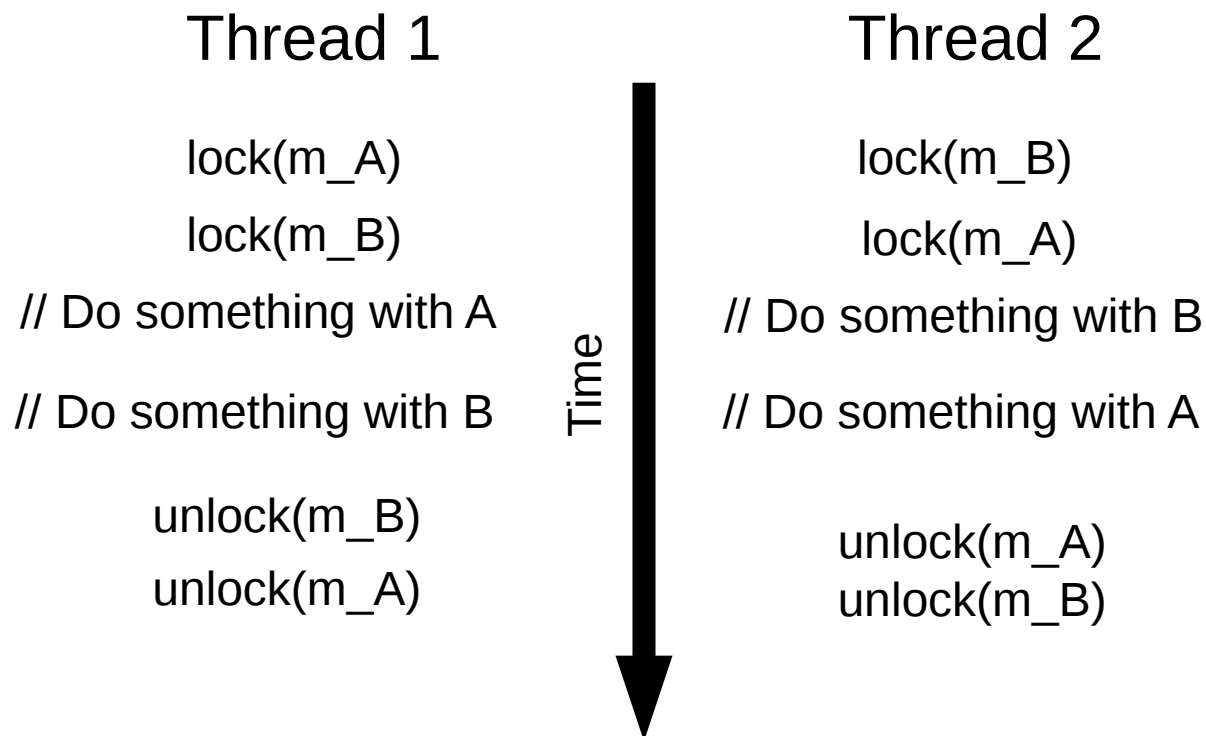 Thread 1
lock(m_A)
lock(m_B)
// Do something with A
// Do something with B
unlock(m_B)
unlock(m_A)
Time
Thread 2
lock(m_B)
lock(m_A)
// Do something with B
// Do something with A
unlock(m_A)
unlock(m_B)